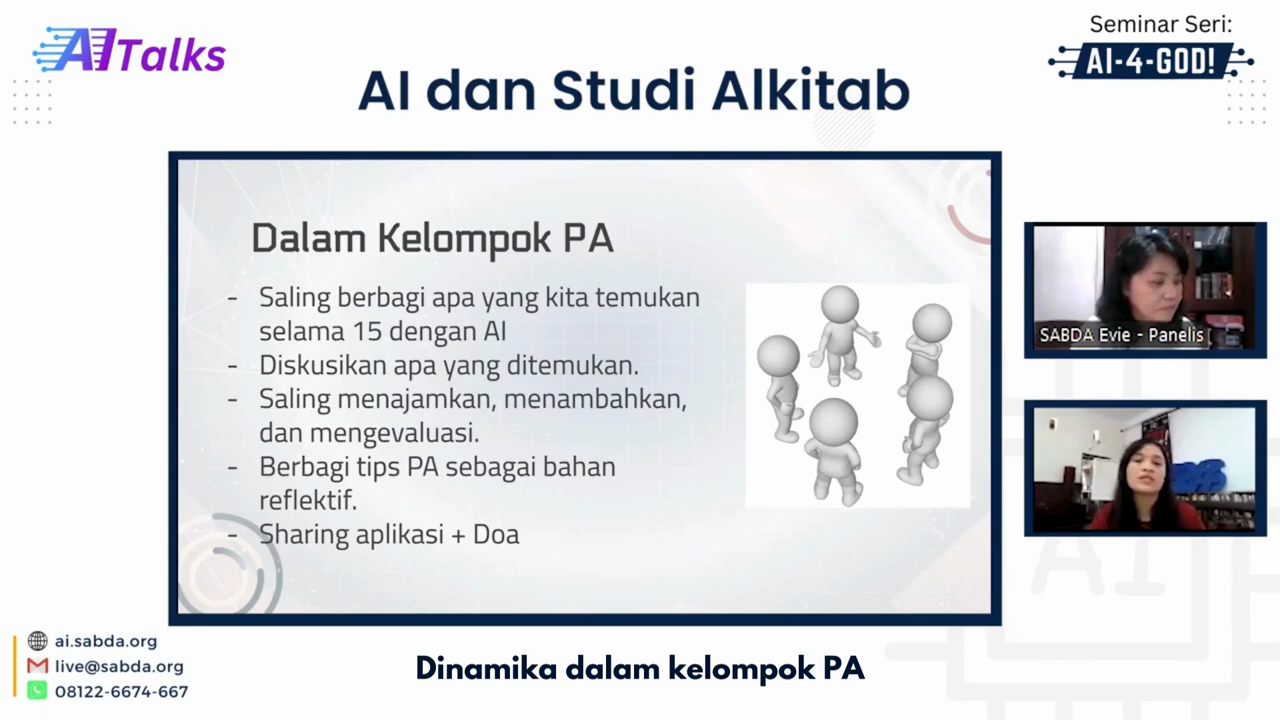 AI Talks
Seminar Seri:
AI-4-GOD!
AI dan Studi Alkitab
Dalam Kelompok PA
- Saling berbagi apa yang kita temukan
selama 15 dengan AI
- Diskusikan apa yang ditemukan.
- Saling menajamkan, menambahkan,
dan mengevaluasi.
- Berbagi tips PA sebagai bahan
reflektif.
- Sharing aplikasi + Doa
SABDA Evie - Panelis
AI
ai.sabda.org
live@sabda.org
08122-6674-667
Dinamika dalam kelompok PA